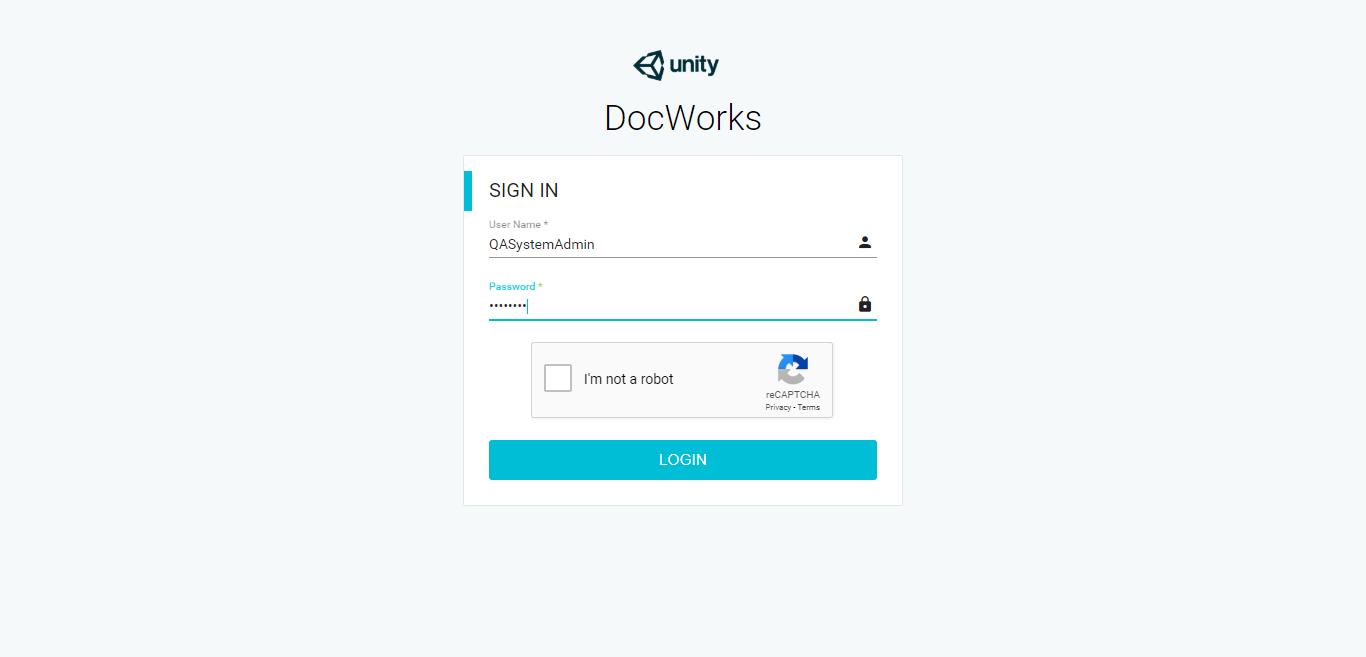 unity
DocWorks
SIGN IN
User Name *
QASystemAdmin
Password *
••••••••
I'm not a robot
reCAPTCHA
Privacy - Terms
LOGIN